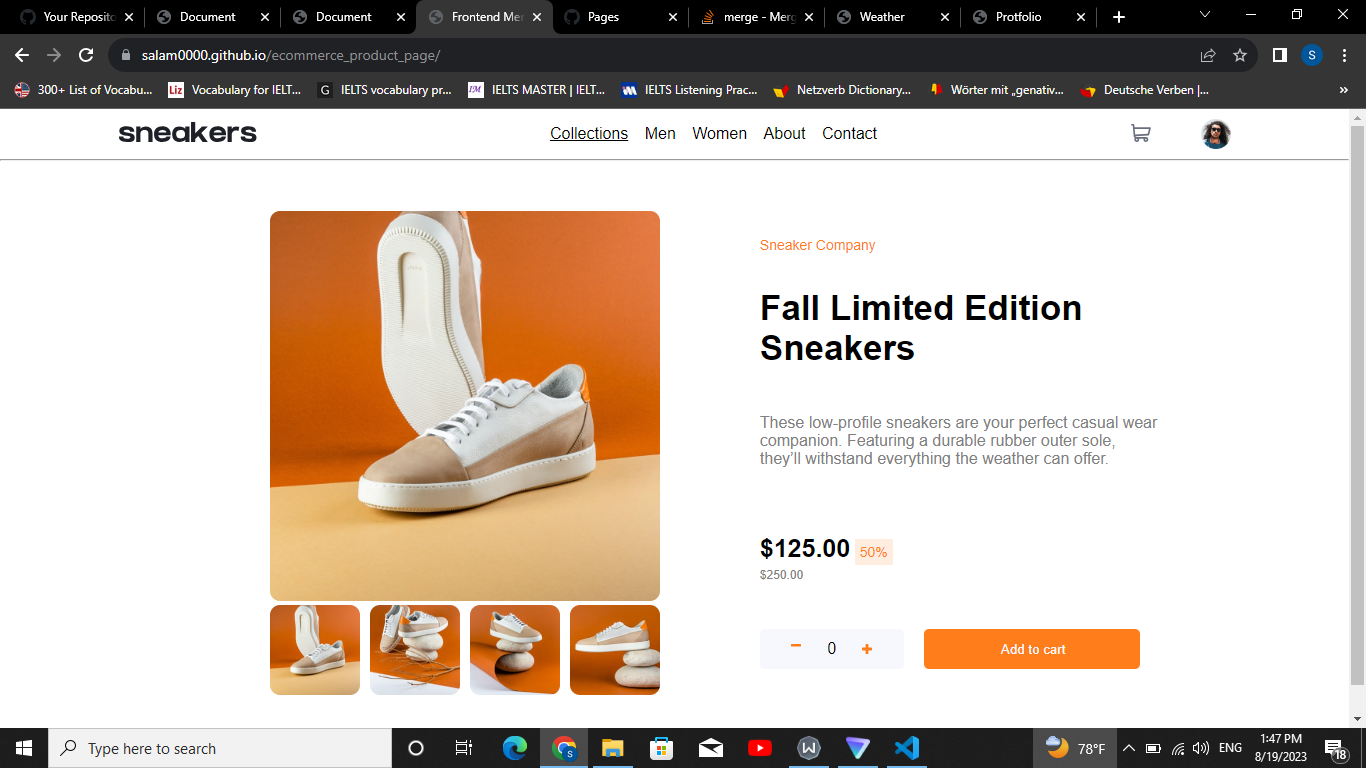 Your Reposito
Document
Document
Frontend Mer
Pages
merge - Merg
Weather
Protfolio
salam0000.github.io/ecommerce_product_page/
S
300+ List of Vocabu...
Liz
Vocabulary for IELT...
G
IELTS vocabulary pr...
IM
IELTS MASTER | IELT...
IELTS Listening Prac...
Netzverb Dictionary...
Wörter mit „genativ...
Deutsche Verben |...
»
sneakers
Collections
Men
Women
About
Contact
Sneaker Company
Fall Limited Edition
Sneakers
These low-profile sneakers are your perfect casual wear
companion. Featuring a durable rubber outer sole,
they’ll withstand everything the weather can offer.
$125.00 50%
$250.00
0
Add to cart
Type here to search
S
78°F
ENG
1:47 PM
8/19/2023
18